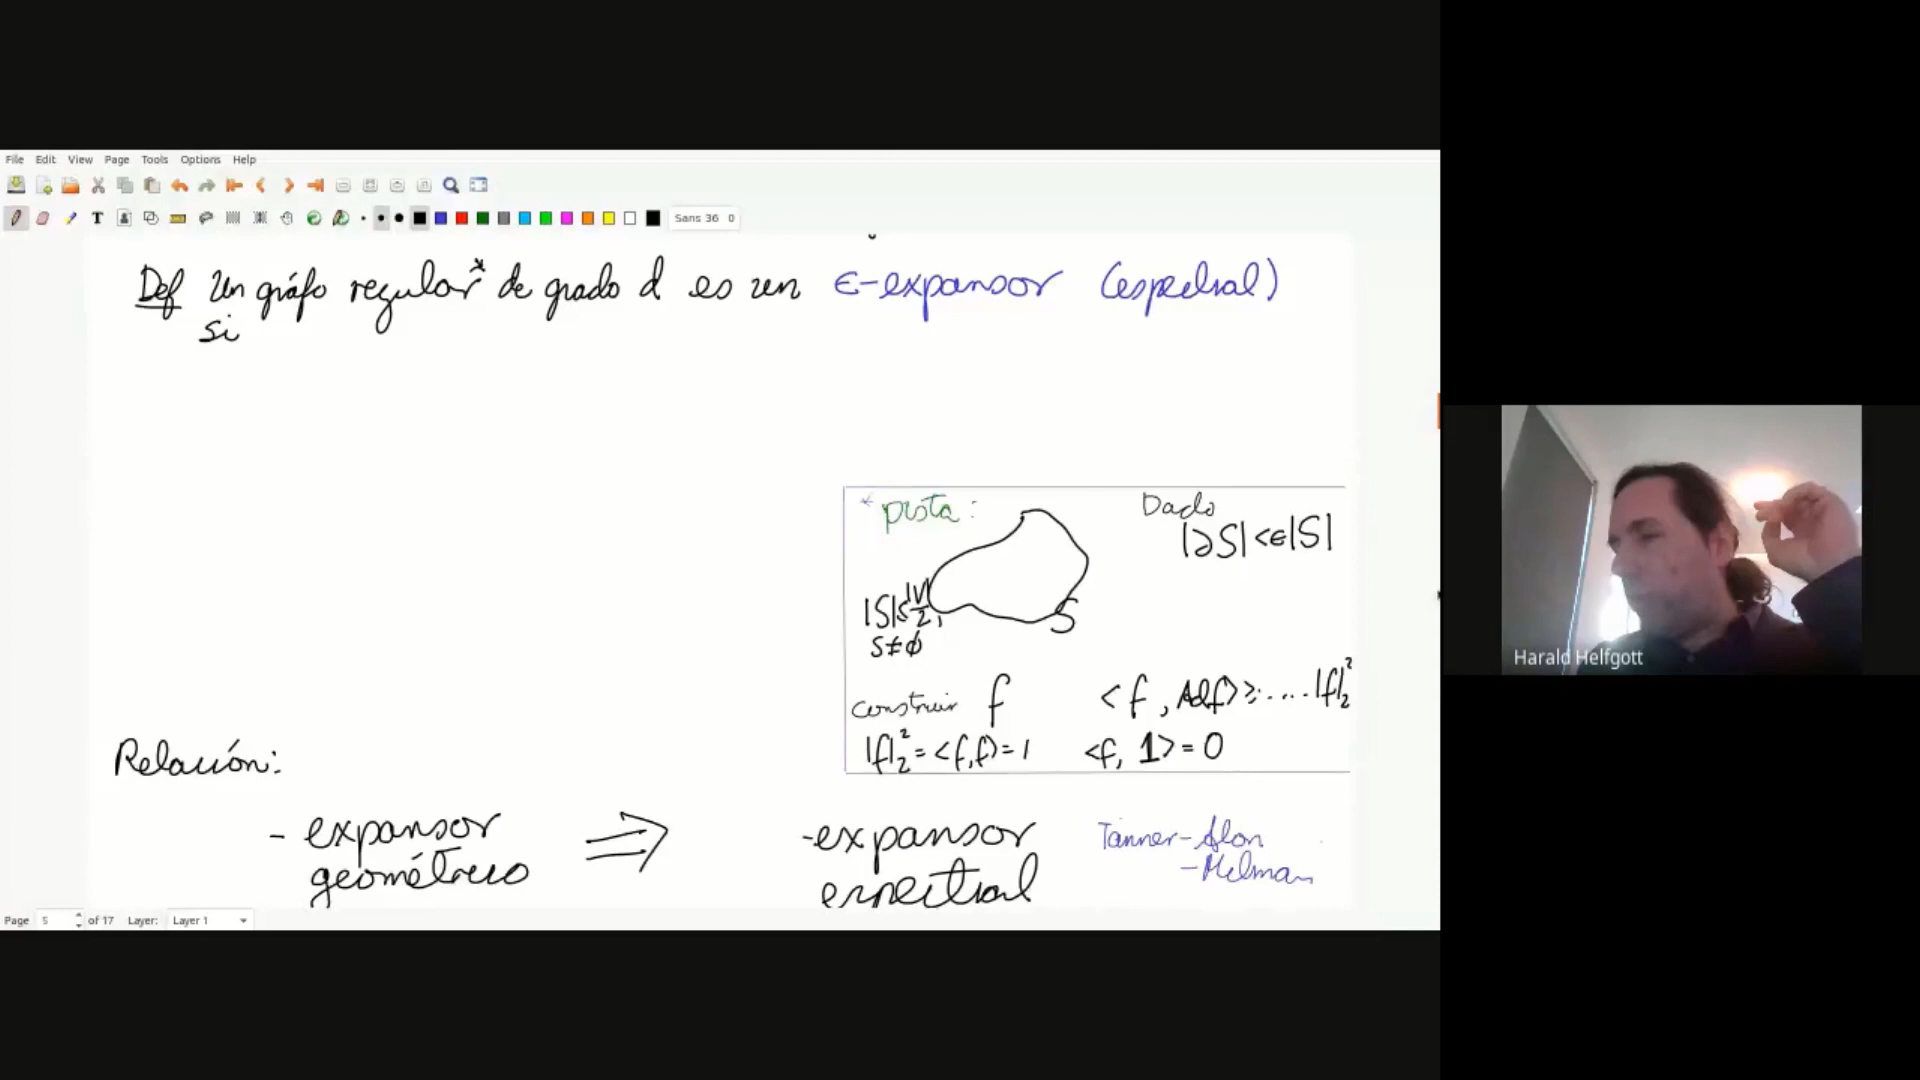 File Edit View Page Tools Options Help
Sans 36 0
Def Un gráfo regular* de grado d es un ε-expansor (espectral)
si
* pista:
Dado
|∂S| < ε|S|
|S| ≤ |V|/2,
S ≠ ∅
S
construir f
<f, Adf> ≥ .... |f|₂²
|f|₂² = <f,f> = 1
<f, 1> = 0
Relación:
- expansor
geométrico
⇒
- expansor
espectral
Tanner-Alon
-Milman
Page 5 of 17 Layer: Layer 1
Harald Helfgott